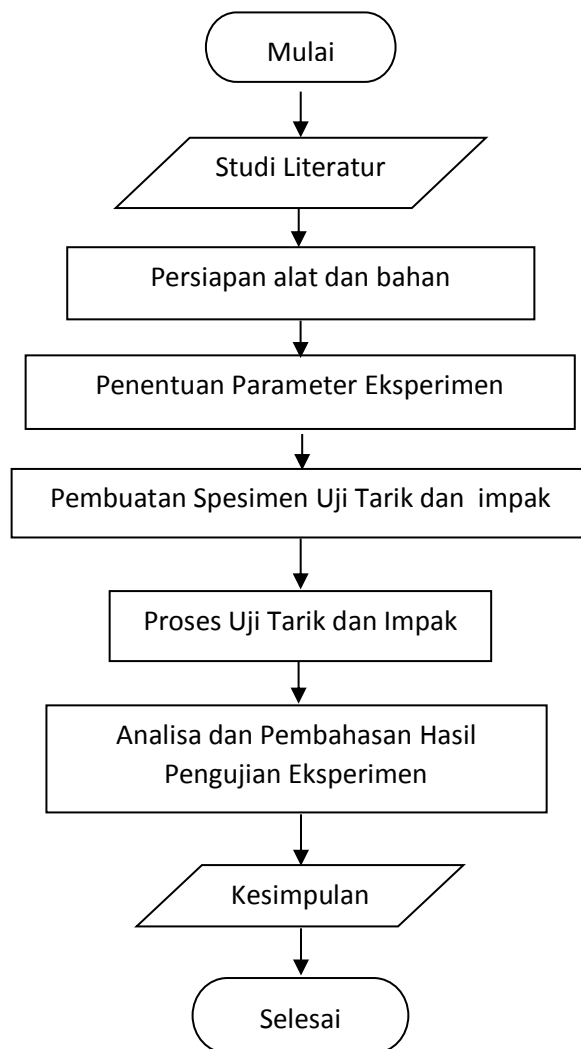 Mulai
Studi Literatur
Persiapan alat dan bahan
Penentuan Parameter Eksperimen
Pembuatan Spesimen Uji Tarik dan  impak
Proses Uji Tarik dan Impak
Analisa dan Pembahasan Hasil
Pengujian Eksperimen
Kesimpulan
Selesai